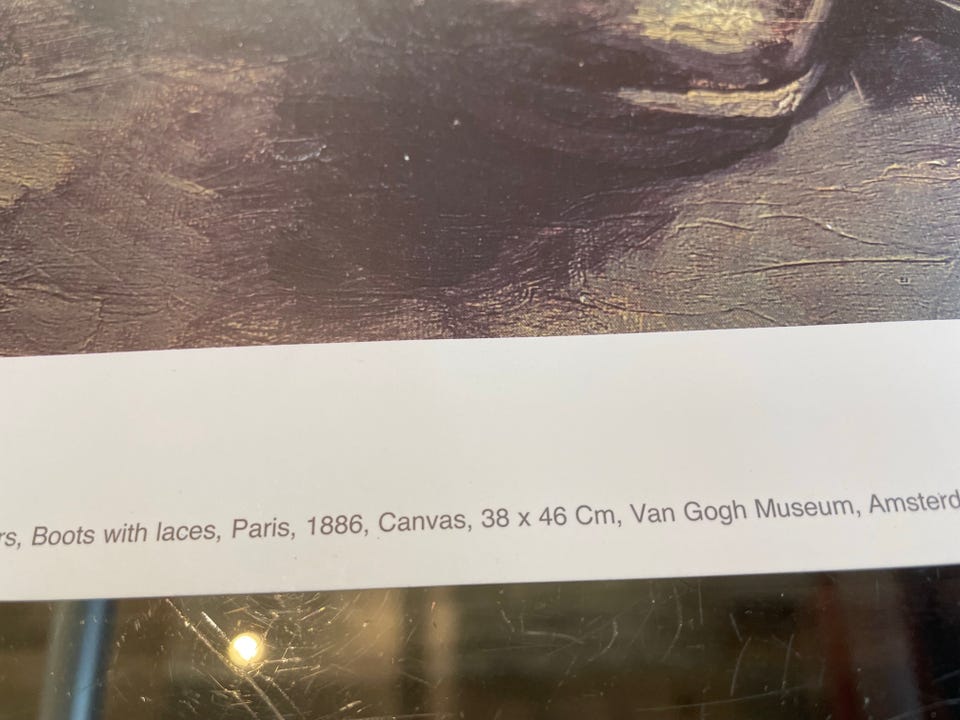 rs, Boots with laces, Paris, 1886, Canvas, 38 x 46 Cm, Van Gogh Museum, Amsterd